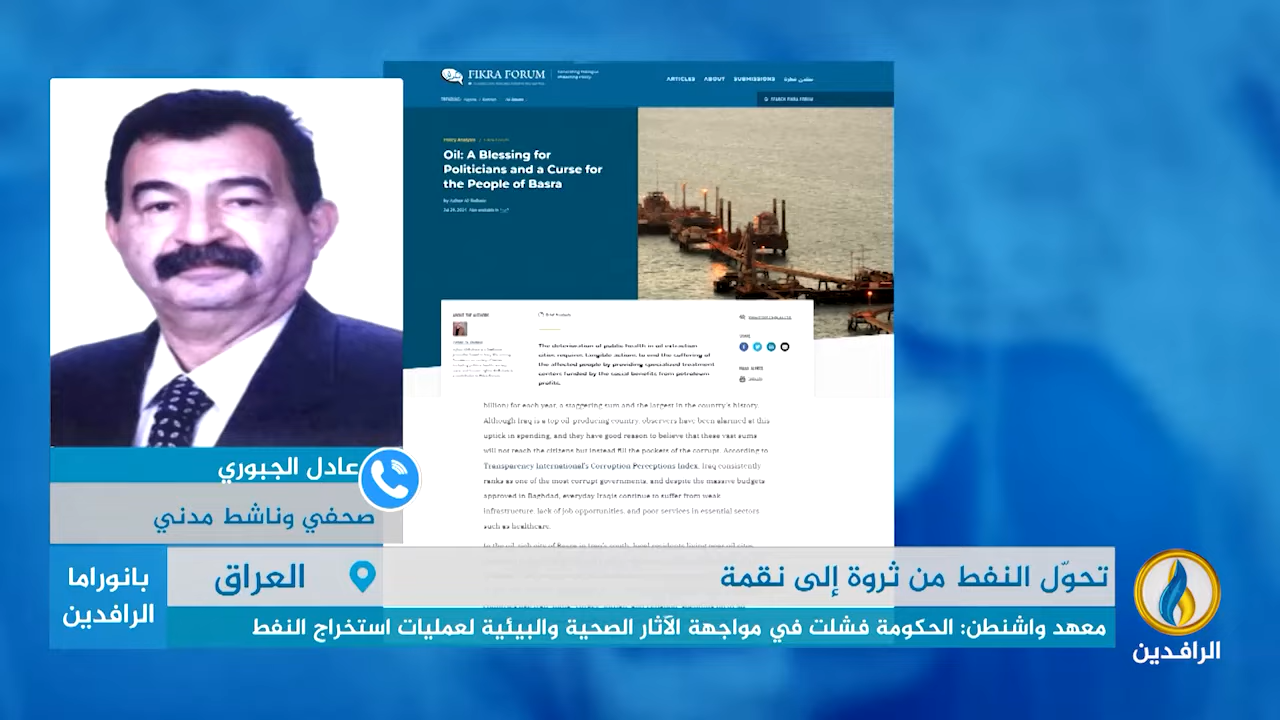 FIKRA FORUM
ARTICLES ABOUT SUBMISSIONS
SEARCH FIKRA FORUM
Oil: A Blessing for
Politicians and a Curse for
the People of Basra
The deterioration of public health in oil extraction
cities requires tangible actions to end the suffering of
the affected people by providing specialized treatment
centers funded by the social benefits from petroleum
profits.
billion) for each year, a staggering sum and the largest in the country's history.
Although Iraq is a top oil-producing country, observers have been alarmed at this
uptick in spending, and they have good reason to believe that these vast sums
will not reach the citizens but instead fill the pockets of the corrupt. According to
Transparency International's Corruption Perceptions Index, Iraq consistently
ranks as one of the most corrupt governments, and despite the massive budgets
approved in Baghdad, everyday Iraqis continue to suffer from weak
infrastructure, lack of job opportunities, and poor services in essential sectors
such as healthcare.
عادل الجبوري
صحفي وناشط مدني
بانوراما
الرافدين
العراق
تحوّل النفط من ثروة إلى نقمة
معهد واشنطن: الحكومة فشلت في مواجهة الآثار الصحية والبيئية لعمليات استخراج النفط
الرافدين